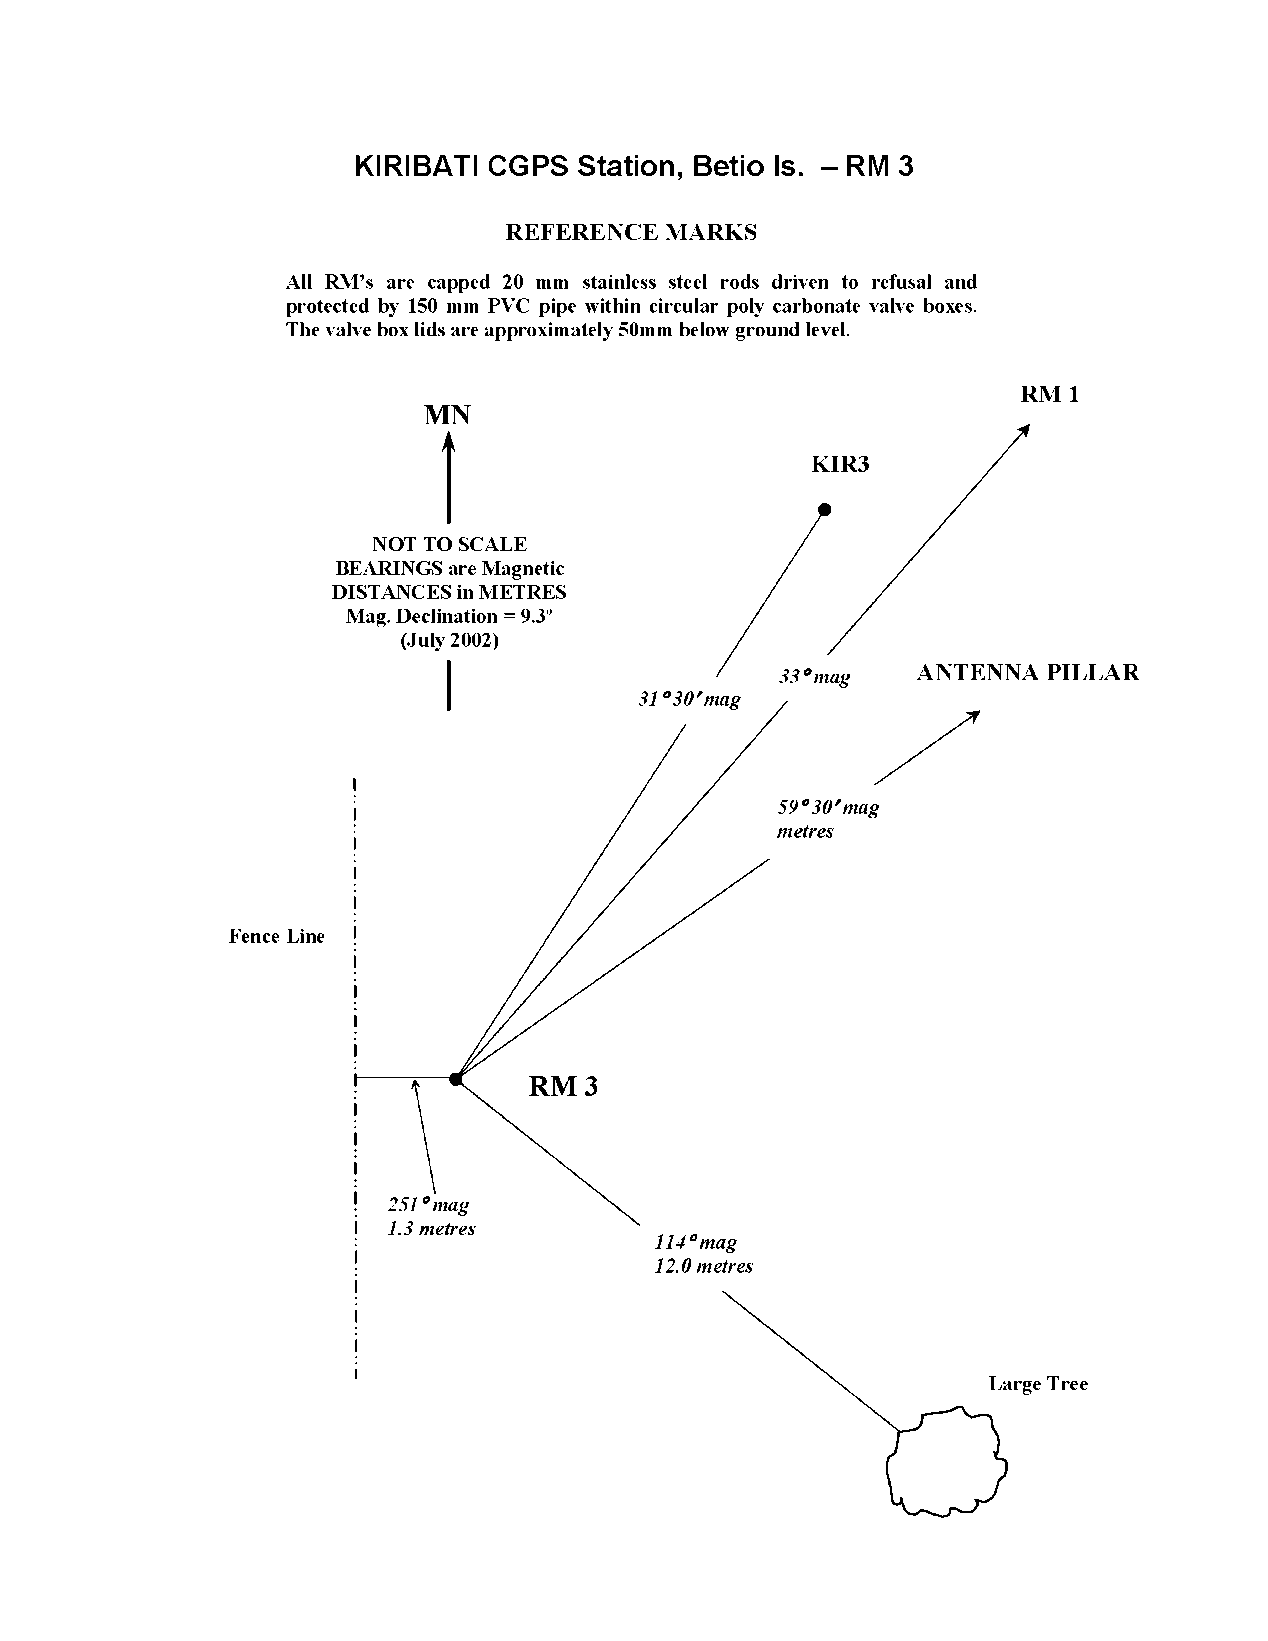 KIRIBATI CGPS Station, Betio Is. – RM 3
REFERENCE MARKS
All RM's are capped 20 mm stainless steel rods driven to refusal and
protected by 150 mm PVC pipe within circular poly carbonate valve boxes.
The valve box lids are approximately 50mm below ground level.
RM 1
MN
KIR3
NOT TO SCALE
BEARINGS are Magnetic
DISTANCES in METRES
Mag. Declination = 9.3º
(July 2002)
33° mag
ANTENNA PILLAR
31° 30' mag
59° 30' mag
metres
Fence Line
RM 3
251° mag
1.3 metres
114° mag
12.0 metres
Large Tree